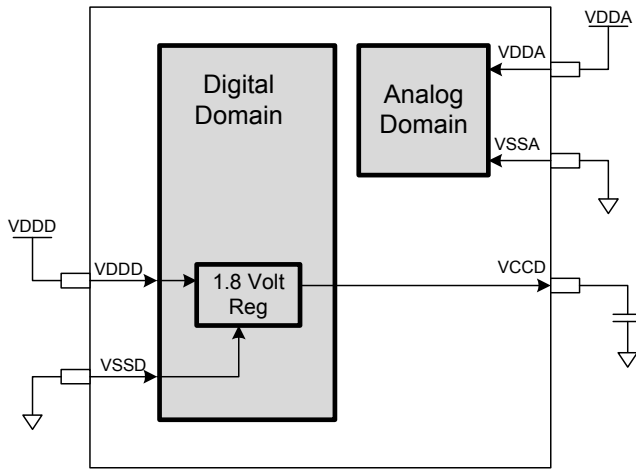 VDDA
VDDA
Digital
Domain
Analog
Domain
VSSA
VDDD
VDDD
1.8 Volt
Reg
VCCD
VSSD